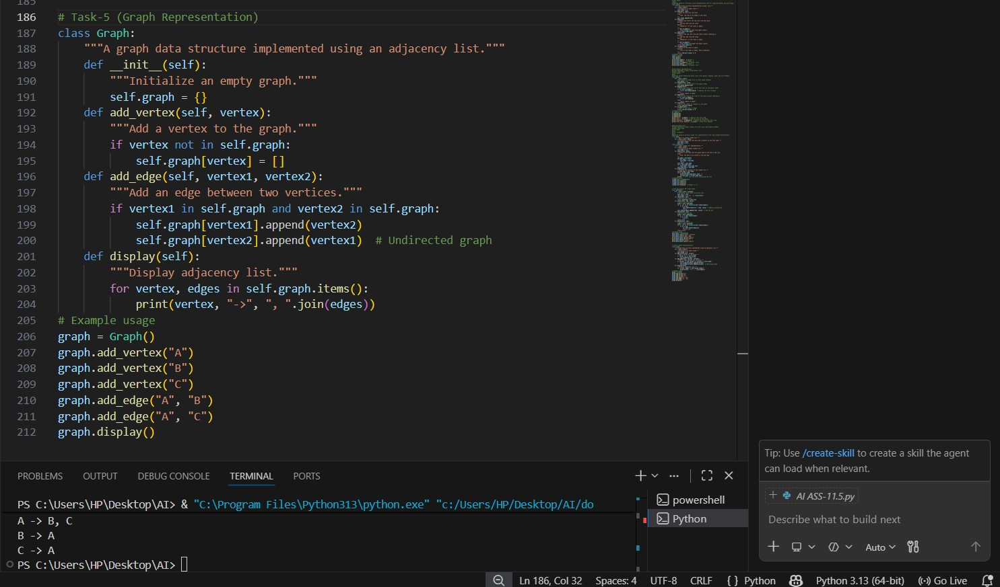 185
186 # Task-5 (Graph Representation)
187 class Graph:
188     """A graph data structure implemented using an adjacency list."""
189     def __init__(self):
190         """Initialize an empty graph."""
191         self.graph = {}
192     def add_vertex(self, vertex):
193         """Add a vertex to the graph."""
194         if vertex not in self.graph:
195             self.graph[vertex] = []
196     def add_edge(self, vertex1, vertex2):
197         """Add an edge between two vertices."""
198         if vertex1 in self.graph and vertex2 in self.graph:
199             self.graph[vertex1].append(vertex2)
200             self.graph[vertex2].append(vertex1)  # Undirected graph
201     def display(self):
202         """Display adjacency list."""
203         for vertex, edges in self.graph.items():
204             print(vertex, "->", ", ".join(edges))
205 # Example usage
206 graph = Graph()
207 graph.add_vertex("A")
208 graph.add_vertex("B")
209 graph.add_vertex("C")
210 graph.add_edge("A", "B")
211 graph.add_edge("A", "C")
212 graph.display()
PROBLEMS OUTPUT DEBUG CONSOLE TERMINAL PORTS
PS C:\Users\HP\Desktop\AI> & "C:\Program Files\Python313\python.exe" "c:/Users/HP/Desktop/AI/do
A -> B, C
B -> A
C -> A
PS C:\Users\HP\Desktop\AI>
powershell
Python
Tip: Use /create-skill to create a skill the agent
can load when relevant.
AI ASS-11.5.py
Describe what to build next
Auto
Ln 186, Col 32 Spaces: 4 UTF-8 CRLF { } Python Python 3.13 (64-bit) Go Live